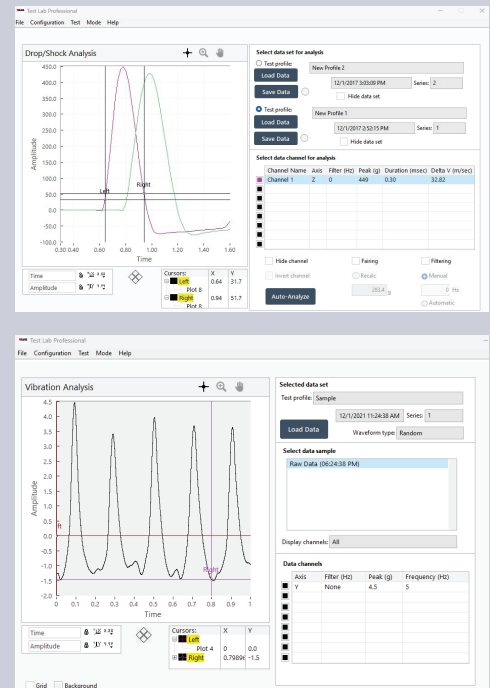 Test Lab Professional
File Configuration Test Mode Help
Drop/Shock Analysis
450.0
400.0
350.0
300.0
250.0
200.0
150.0
100.0
50.0
0.0
-50.0
-100.0
Amplitude
Left
Right
0.30 0.40 0.60 0.80 1.00 1.20 1.40 1.60
Time
Time
Amplitude
Cursors: X Y
Left 0.64 31.7
Plot 8
Right 0.94 51.7
Plot 8
Select data set for analysis
Test profile: New Profile 2
Load Data
12/1/2017 3:03:09 PM Series: 2
Save Data
Hide data set
Test profile: New Profile 1
Load Data
12/1/2017 2:52:15 PM Series: 1
Save Data
Hide data set
Select data channel for analysis
Channel Name Axis Filter (Hz) Peak (g) Duration (msec) Delta V (m/sec)
Channel 1 Z 0 449 0.30 32.82
Hide channel Fairing Filtering
Invert channel Recalc Manual
Auto-Analyze 283.4 g 0 Hz
Automatic
Test Lab Professional
File Configuration Test Mode Help
Vibration Analysis
4.5
4.0
3.5
3.0
2.5
2.0
1.5
1.0
0.5
0.0
-0.5
-1.0
-1.5
-2.0
Amplitude
ft
Right
0 0.1 0.2 0.3 0.4 0.5 0.6 0.7 0.8 0.9 1
Time
Time
Amplitude
Cursors: X Y
Left
Plot 4 0 0.0
Right 0.7989 -1.5
Grid Background
Selected data set
Test profile: Sample
12/1/2021 11:24:38 AM Series: 1
Load Data
Waveform type: Random
Select data sample
Raw Data (06:24:38 PM)
Display channels: All
Data channels
Axis Filter (Hz) Peak (g) Frequency (Hz)
Y None 4.5 5